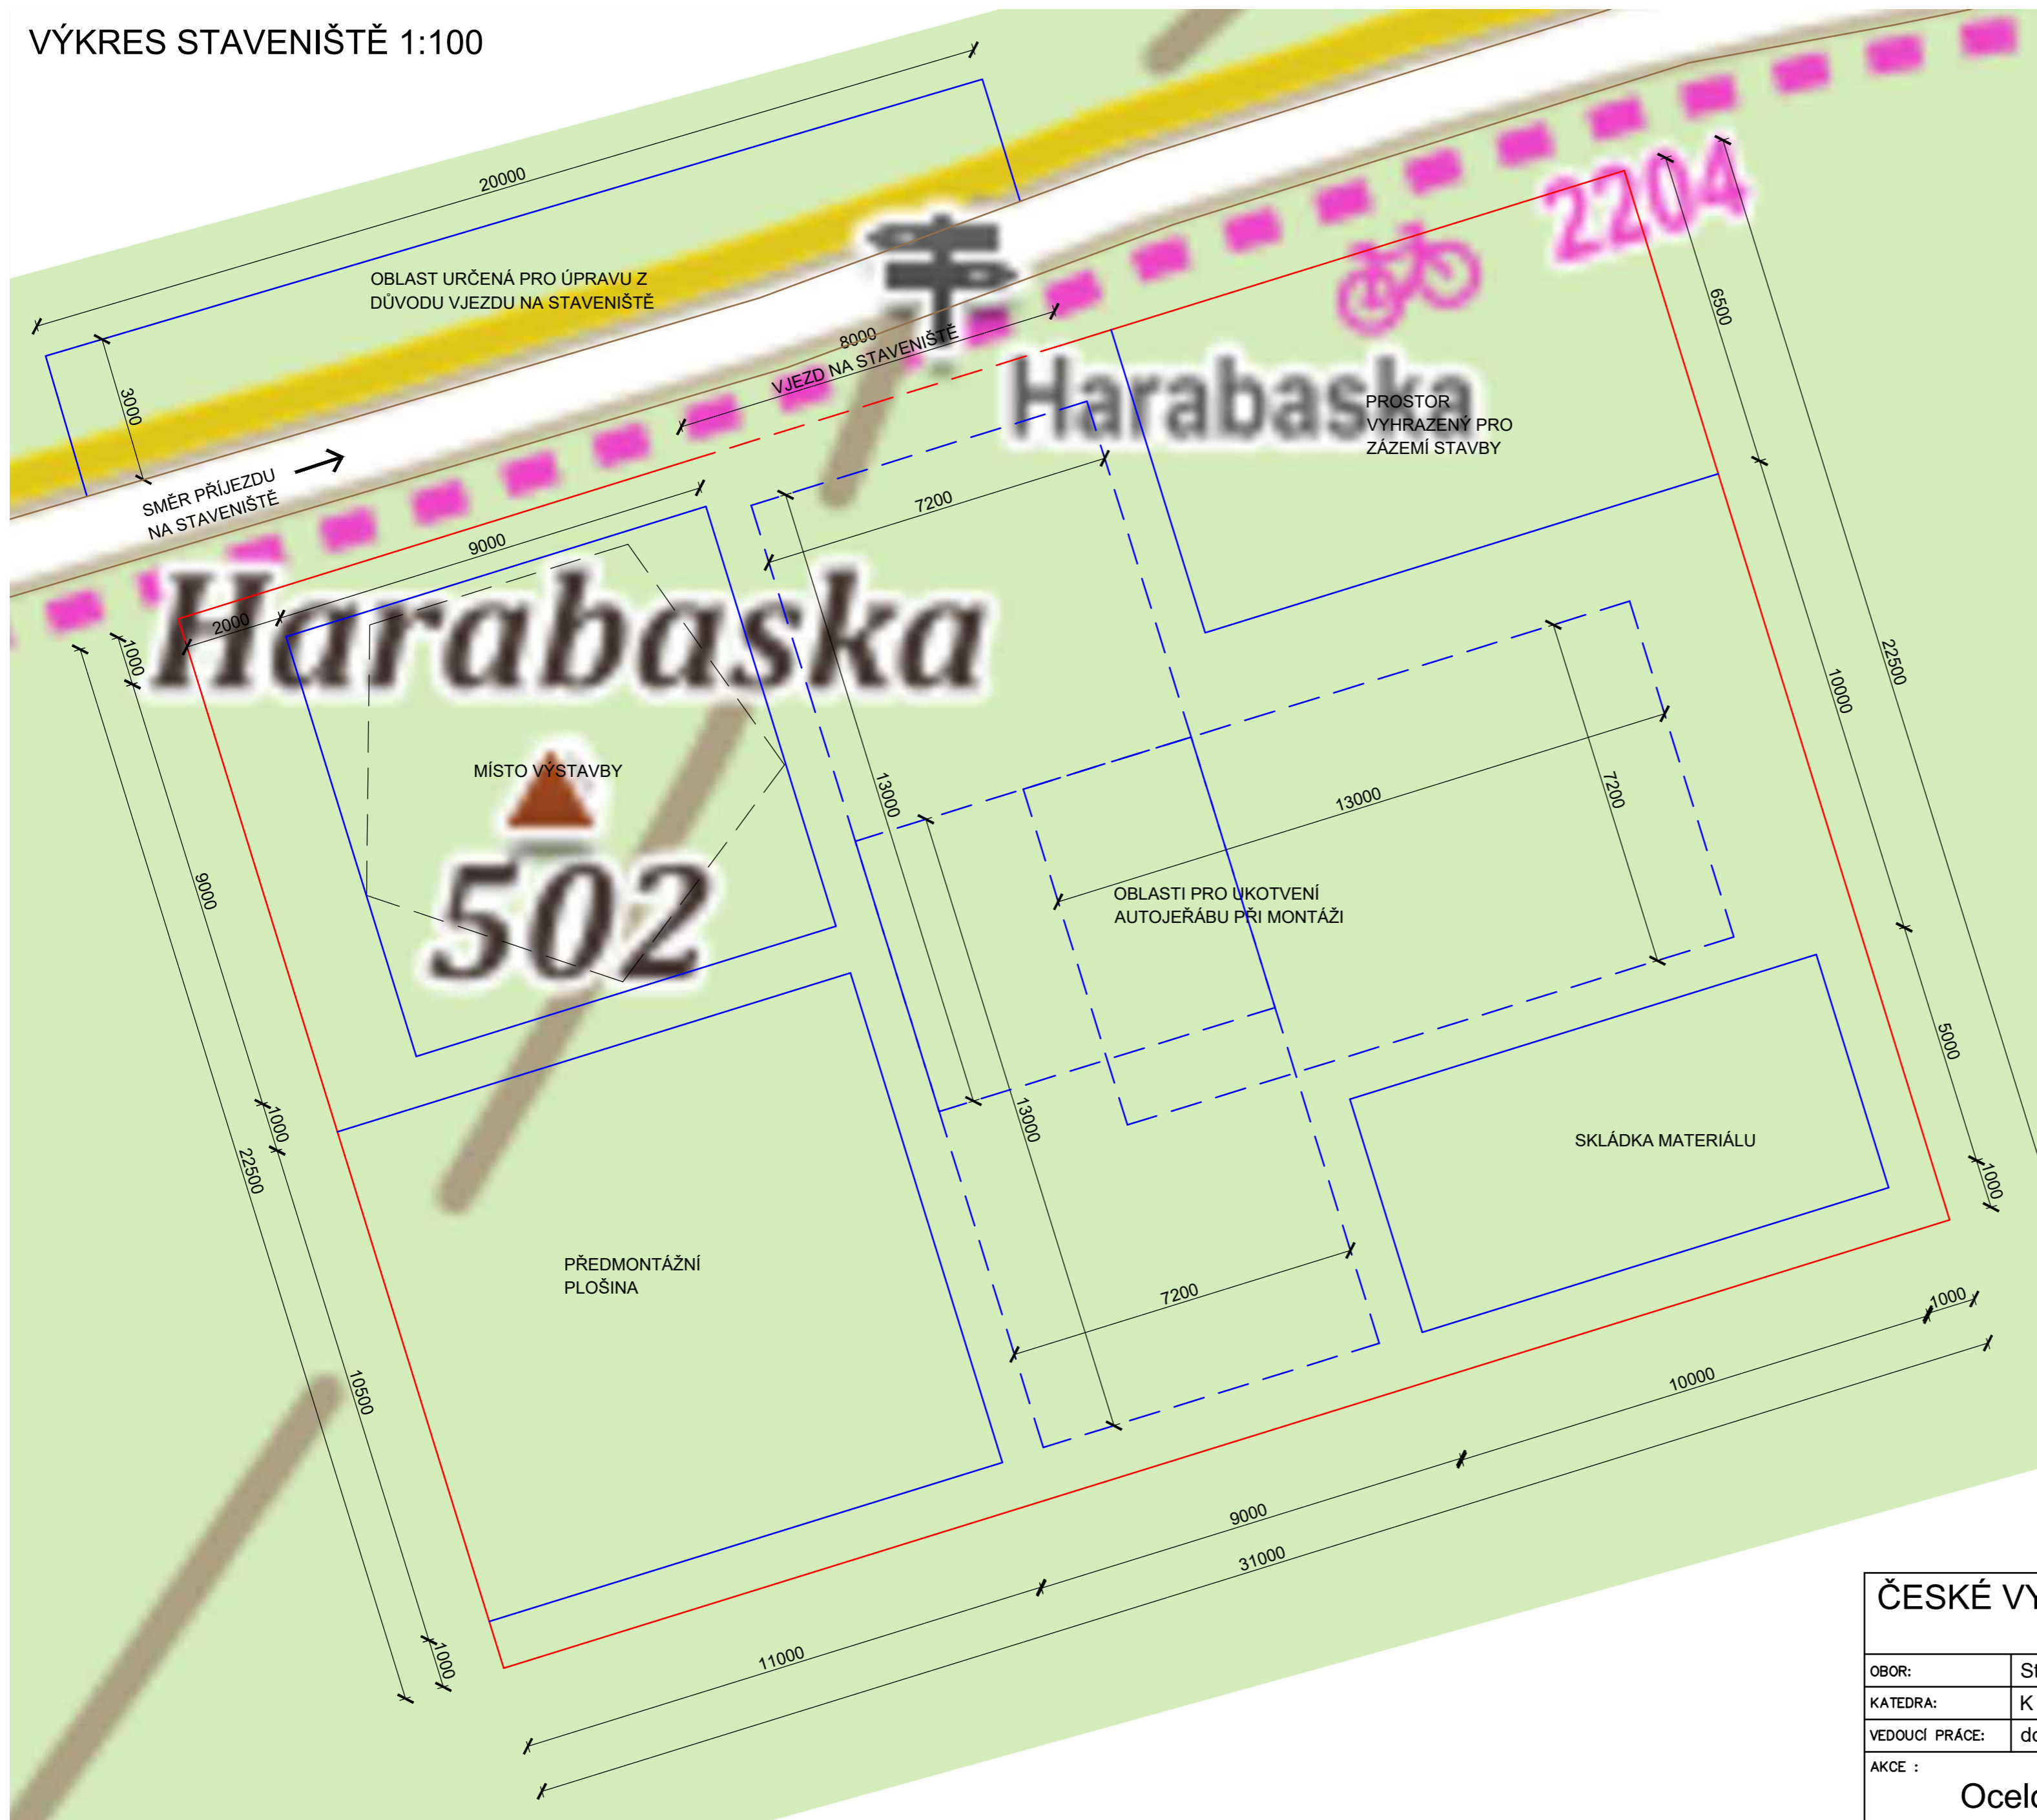 VÝKRES STAVENIŠTĚ 1:100
20000
OBLAST URČENÁ PRO ÚPRAVU Z
DŮVODU VJEZDU NA STAVENIŠTĚ
3000
SMĚR PŘÍJEZDU
NA STAVENIŠTĚ
8000
VJEZD NA STAVENIŠTĚ
2204
Harabaska
PROSTOR
VYHRAZENÝ PRO
ZÁZEMÍ STAVBY
6500
22500
10000
5000
1000
7200
9000
2000
1000
Harabaska
MÍSTO VÝSTAVBY
502
9000
1000
22500
10500
1000
13000
13000
7200
OBLASTI PRO UKOTVENÍ
AUTOJEŘÁBU PŘI MONTÁŽI
13000
SKLÁDKA MATERIÁLU
PŘEDMONTÁŽNÍ
PLOŠINA
7200
1000
10000
9000
31000
11000
ČESKÉ VY
OBOR:
St
KATEDRA:
K
VEDOUCÍ PRÁCE:
do
AKCE :
Ocelo